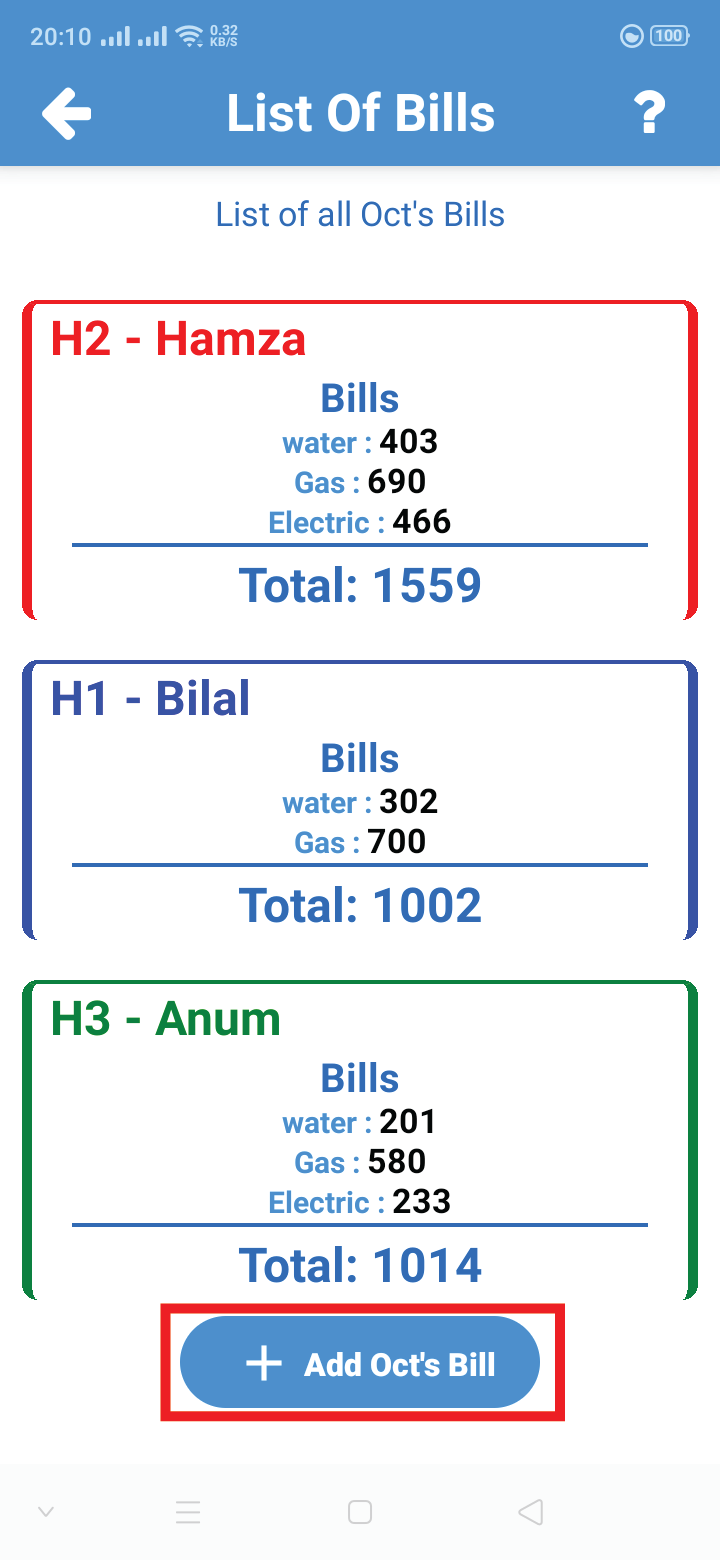 20:10 0.32 KB/S 100
List Of Bills ?
List of all Oct's Bills
H2 - Hamza
Bills
water : 403
Gas : 690
Electric : 466
Total: 1559
H1 - Bilal
Bills
water : 302
Gas : 700
Total: 1002
H3 - Anum
Bills
water : 201
Gas : 580
Electric : 233
Total: 1014
+ Add Oct's Bill